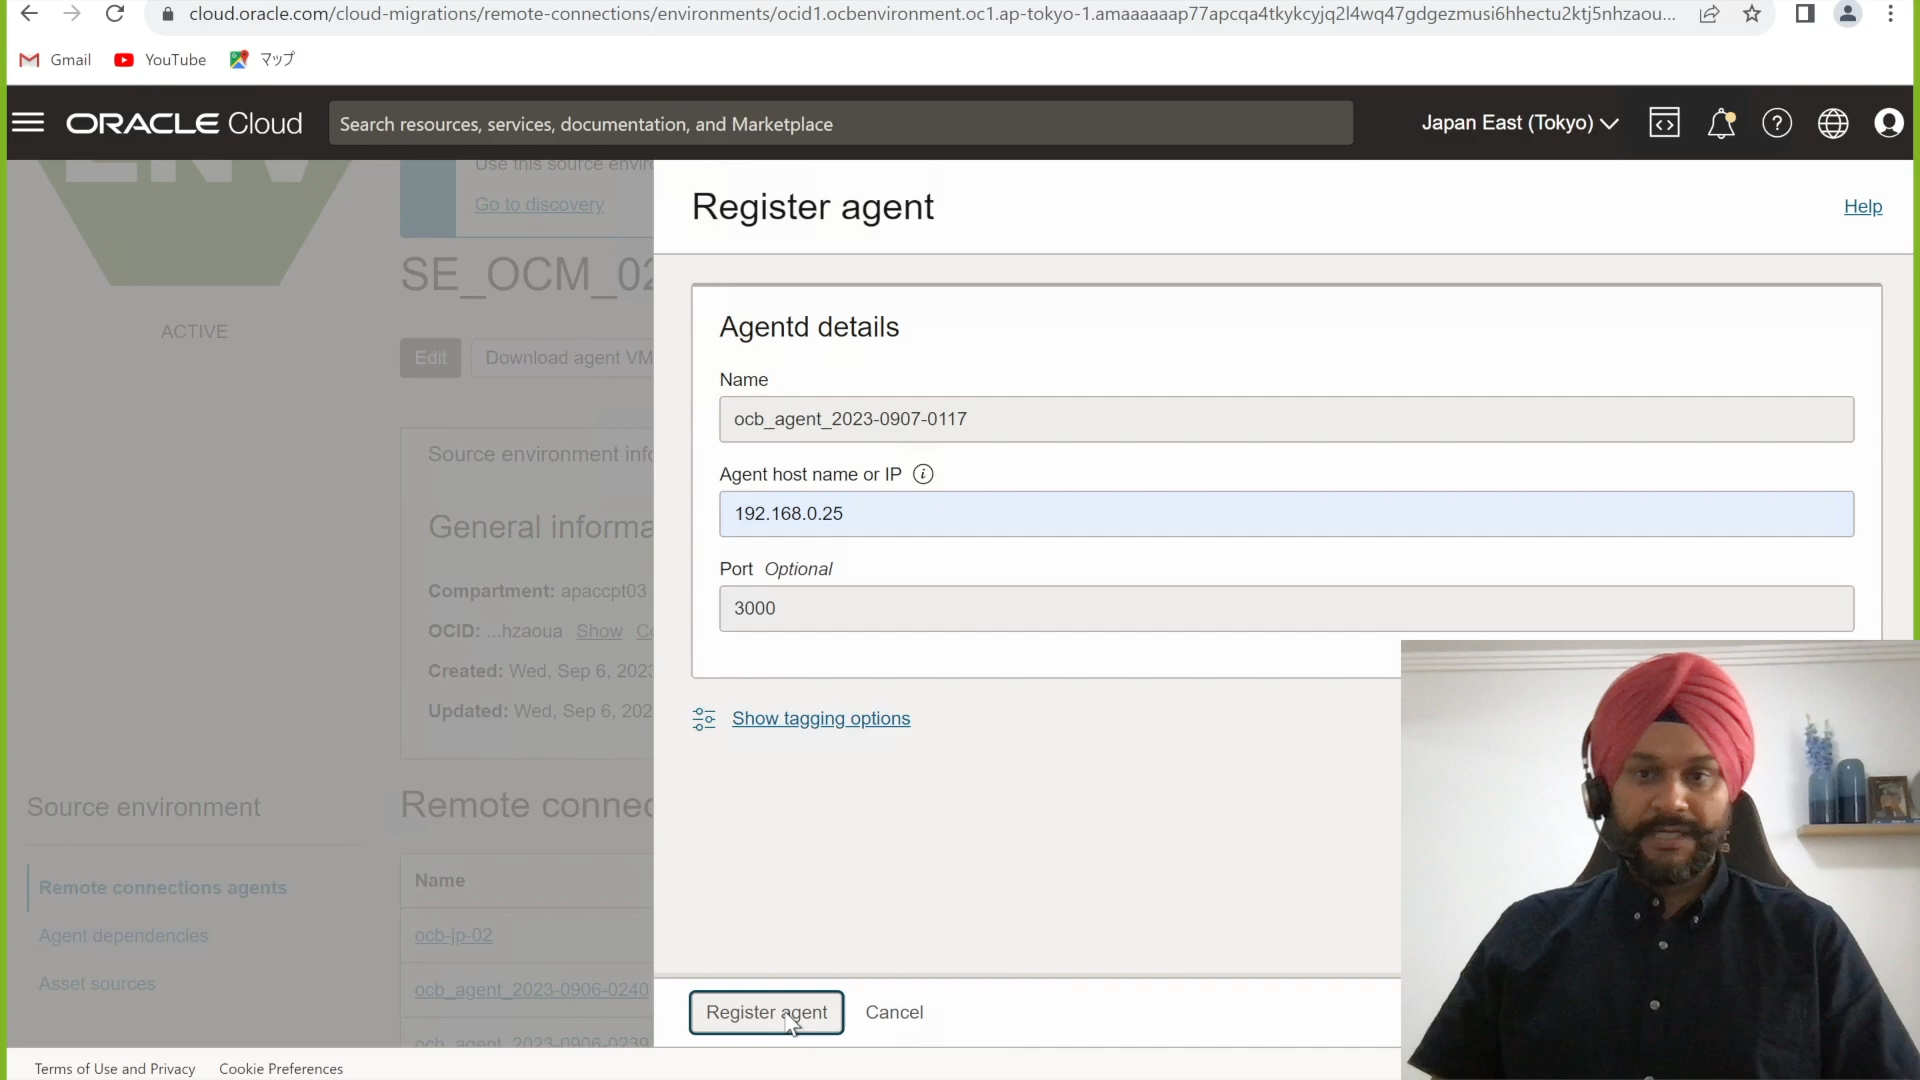 cloud.oracle.com/cloud-migrations/remote-connections/environments/ocid1.ocbenvironment.oc1.ap-tokyo-1.amaaaaaap77apcqa4tkykcyjq2l4wq47gdgezmusi6hhectu2ktj5nhzaou...
Gmail YouTube マップ
ORACLE Cloud
Search resources, services, documentation, and Marketplace
Japan East (Tokyo)
ENV
ACTIVE
Use this source envir
Go to discovery
SE_OCM_02
Edit
Download agent VM
Source environment info
General informa
Compartment: apaccpt03
OCID: ...hzaoua Show Co
Created: Wed, Sep 6, 202
Updated: Wed, Sep 6, 202
Source environment
Remote connections agents
Agent dependencies
Asset sources
Remote connec
Name
ocb-jp-02
ocb_agent_2023-0906-0240
ocb_agent_2023-0906-0239
Register agent
Help
Agentd details
Name
ocb_agent_2023-0907-0117
Agent host name or IP
192.168.0.25
Port Optional
3000
Show tagging options
Register agent
Cancel
Terms of Use and Privacy
Cookie Preferences